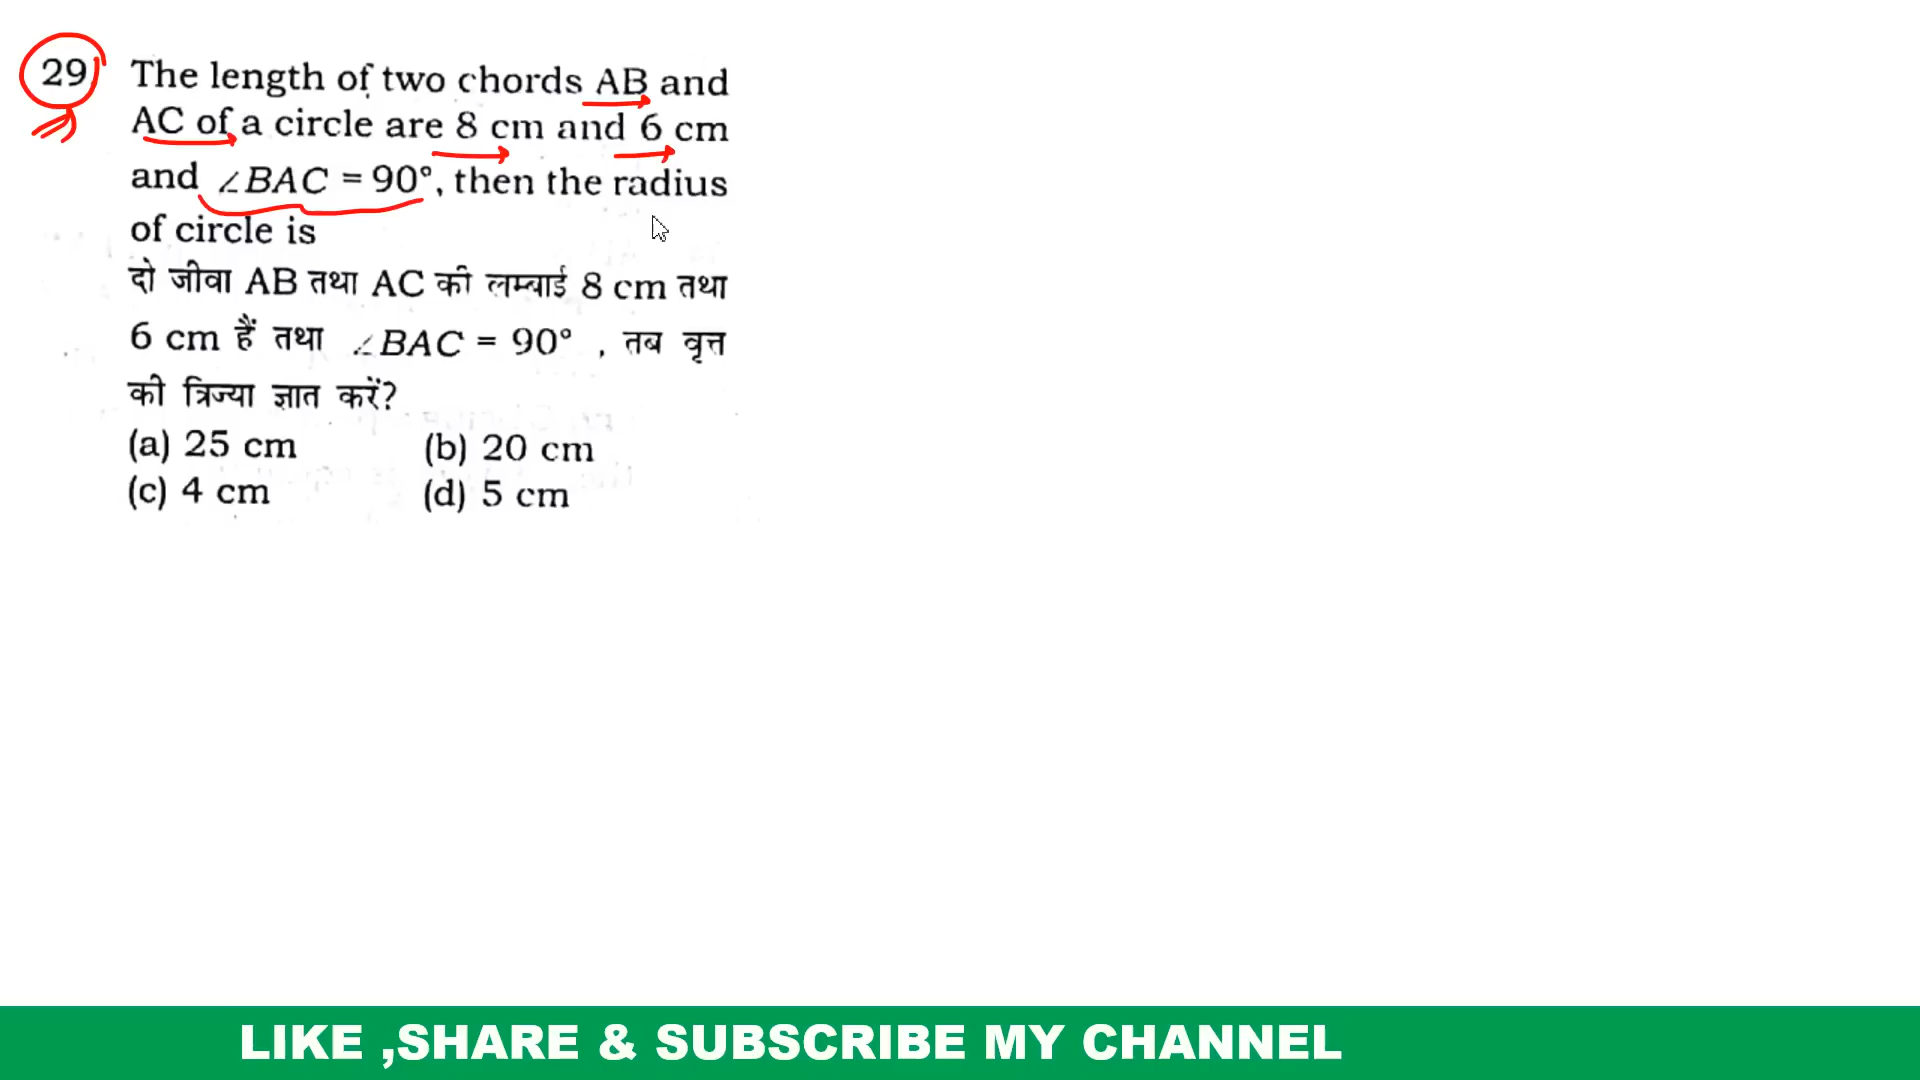 29 The length of two chords AB and
AC of a circle are 8 cm and 6 cm
and ∠BAC = 90°, then the radius
of circle is
दो जीवा AB तथा AC की लम्बाई 8 cm तथा
6 cm हैं तथा ∠BAC = 90° , तब वृत्त
की त्रिज्या ज्ञात करें?
(a) 25 cm (b) 20 cm
(c) 4 cm (d) 5 cm
LIKE ,SHARE & SUBSCRIBE MY CHANNEL